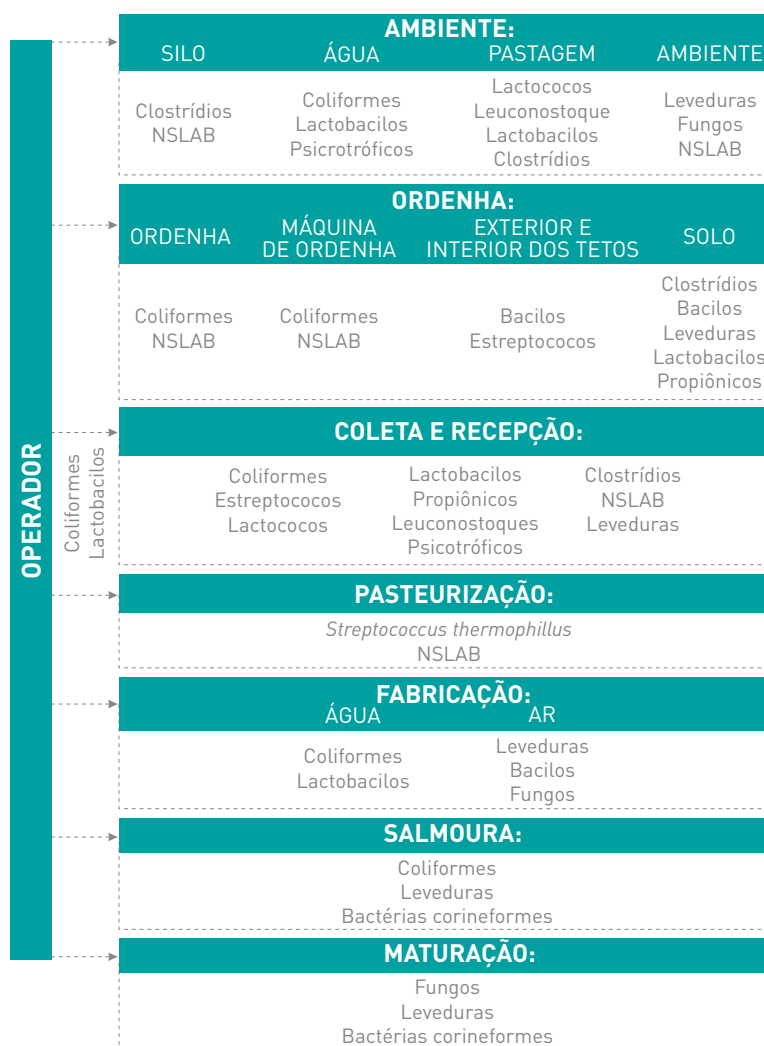 AMBIENTE:
SILO
ÁGUA
PASTAGEM
AMBIENTE
Clostrídios
NSLAB
Coliformes
Lactobacilos
Psicrotróficos
Lactococos
Leuconostoque
Lactobacilos
Clostrídios
Leveduras
Fungos
NSLAB
ORDENHA:
ORDENHA
MÁQUINA
DE ORDENHA
EXTERIOR E
INTERIOR DOS TETOS
SOLO
Coliformes
NSLAB
Coliformes
NSLAB
Bacilos
Estreptococos
Clostrídios
Bacilos
Leveduras
Lactobacilos
Propiônicos
OPERADOR
Coliformes
Lactobacilos
COLETA E RECEPÇÃO:
Coliformes
Estreptococos
Lactococos
Lactobacilos
Propiônicos
Leuconostoques
Psicotróficos
Clostrídios
NSLAB
Leveduras
PASTEURIZAÇÃO:
Streptococcus thermophillus
NSLAB
FABRICAÇÃO:
ÁGUA
AR
Coliformes
Lactobacilos
Leveduras
Bacilos
Fungos
SALMOURA:
Coliformes
Leveduras
Bactérias corineformes
MATURAÇÃO:
Fungos
Leveduras
Bactérias corineformes